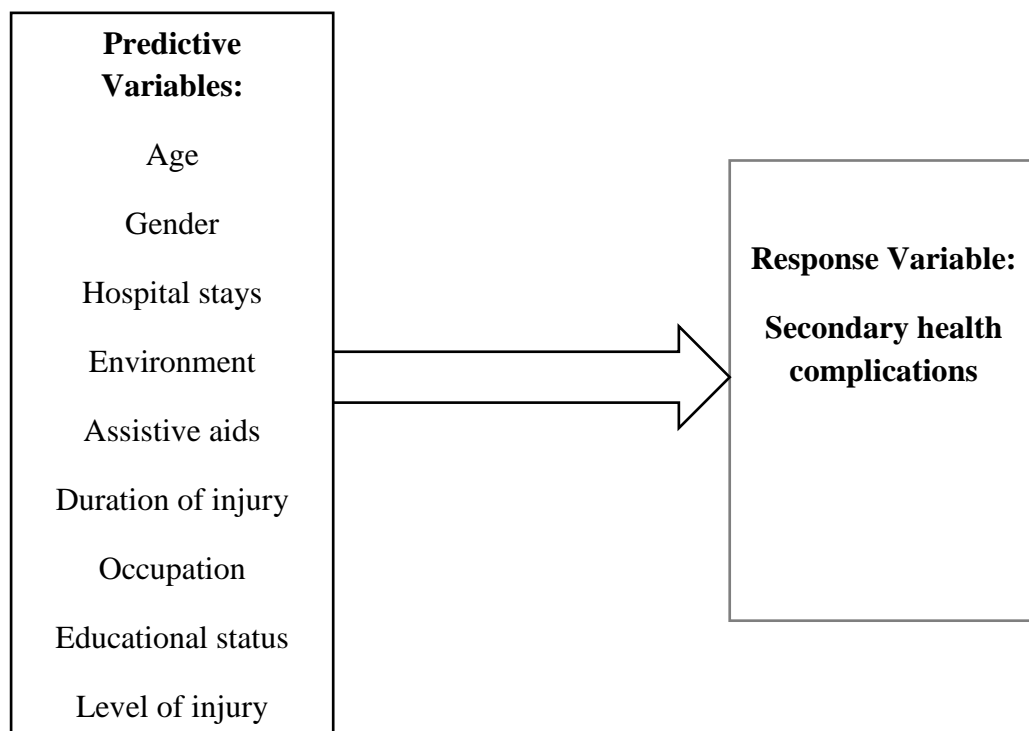 Predictive
Variables:
Age
Gender
Hospital stays
Environment
Assistive aids
Duration of injury
Occupation
Educational status
Level of injury
Response Variable:
Secondary health
complications